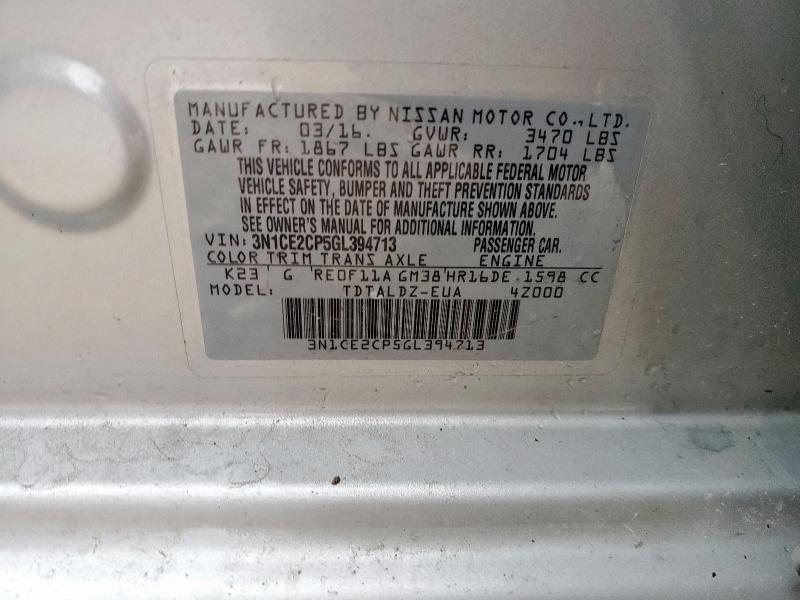 MANUFACTURED BY NISSAN MOTOR CO.,LTD.
DATE: 03/16. GVWR: 3470 LBS
GAWR FR: 1867 LBS GAWR RR: 1704 LBS
THIS VEHICLE CONFORMS TO ALL APPLICABLE FEDERAL MOTOR
VEHICLE SAFETY, BUMPER AND THEFT PREVENTION STANDARDS
IN EFFECT ON THE DATE OF MANUFACTURE SHOWN ABOVE.
SEE OWNER'S MANUAL FOR ADDITIONAL INFORMATION.
VIN: 3N1CE2CP5GL394713 PASSENGER CAR.
COLOR TRIM TRANS AXLE ENGINE
K23 G RE0F11A GM38 HR16DE 1598 CC
MODEL: TDTALDZ-EUA 4Z000
3N1CE2CP5GL394713